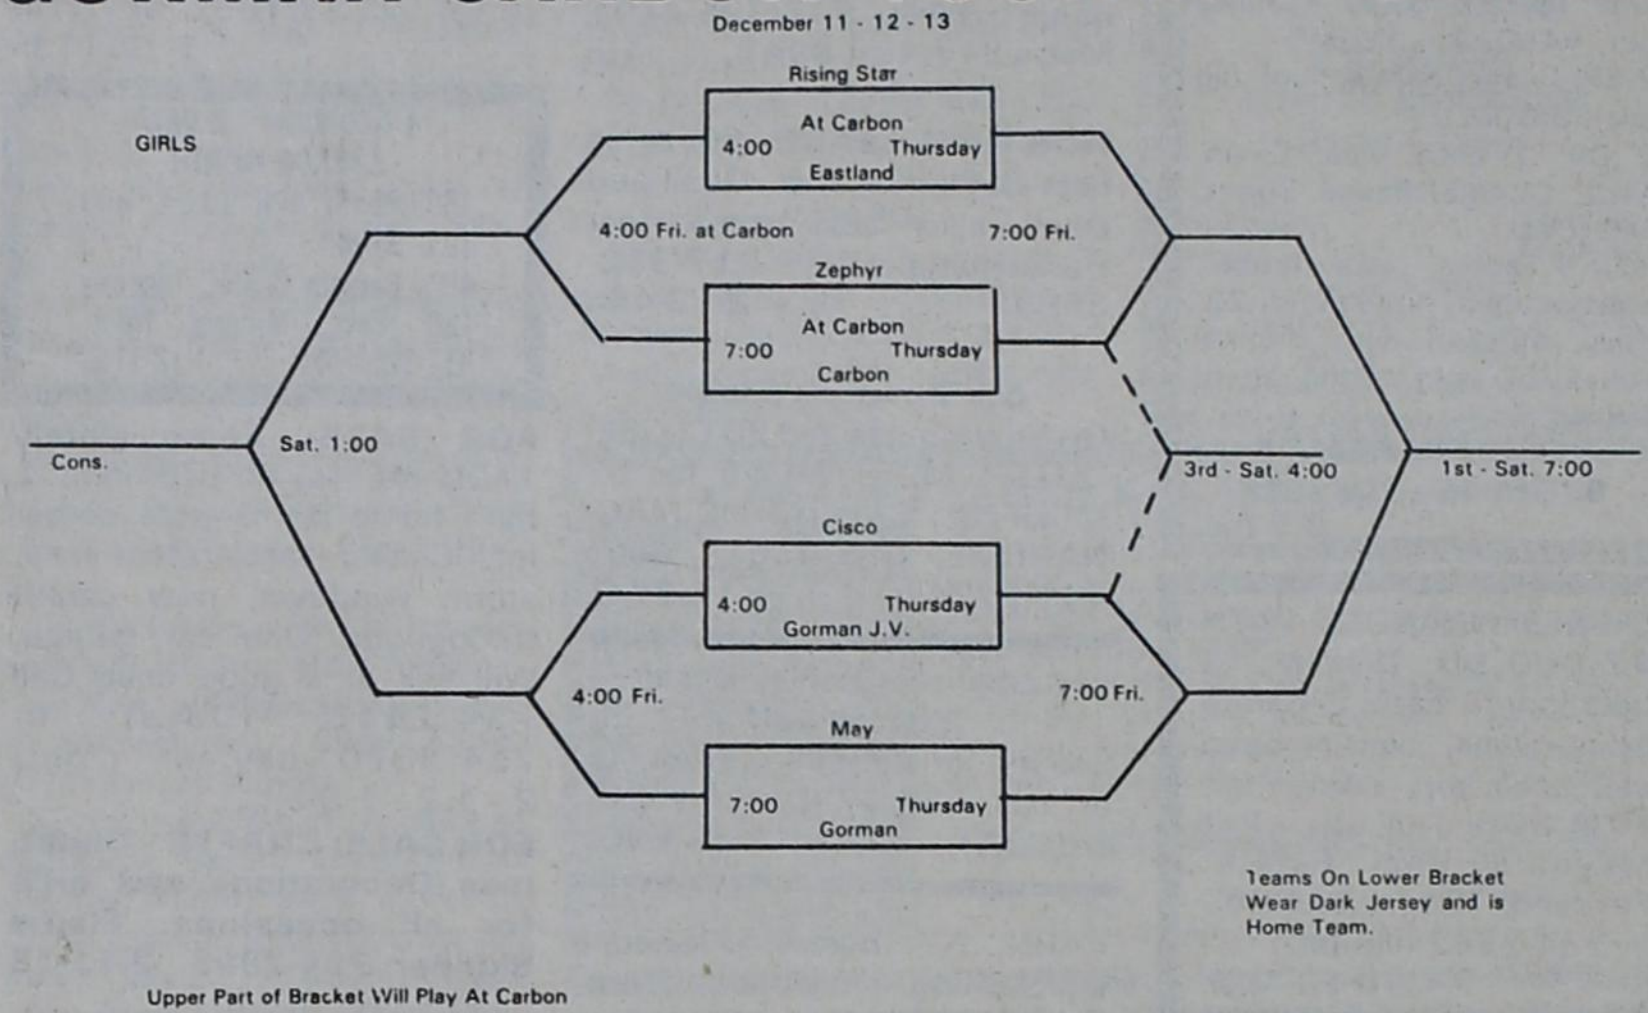 December 11 - 12 - 13
GIRLS
Rising Star
At Carbon
4:00 Thursday
Eastland
4:00 Fri. at Carbon
7:00 Fri.
Zephyr
At Carbon
7:00 Thursday
Carbon
Sat. 1:00
Cons.
3rd - Sat. 4:00
1st - Sat. 7:00
Cisco
4:00 Thursday
Gorman J.V.
4:00 Fri.
7:00 Fri.
May
7:00 Thursday
Gorman
Teams On Lower Bracket
Wear Dark Jersey and is
Home Team.
Upper Part of Bracket Will Play At Carbon